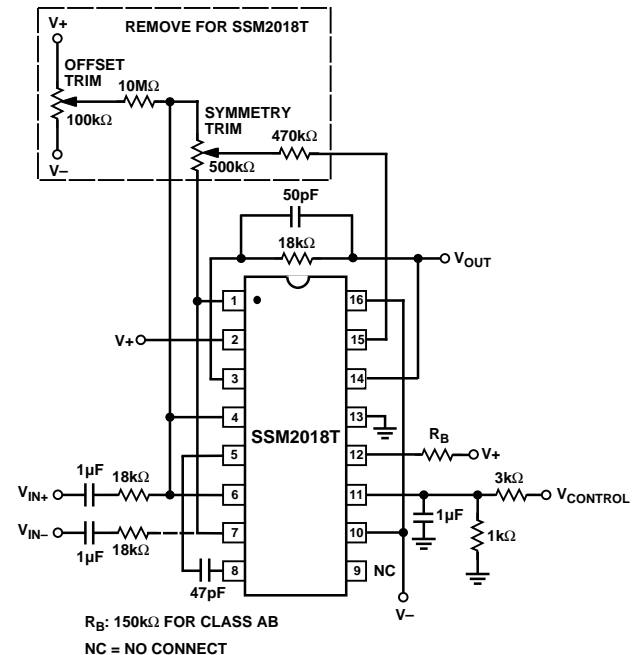 V+
REMOVE FOR SSM2018T
OFFSET
TRIM
10MΩ
100kΩ
V–
SYMMETRY
TRIM
470kΩ
500kΩ
50pF
18kΩ
VOUT
1
16
V+
2
15
3
14
4
13
SSM2018T
5
12
RB
V+
1µF
18kΩ
VIN+
6
11
3kΩ
VCONTROL
VIN–
1µF
18kΩ
7
10
1µF
1kΩ
47pF
8
9
NC
V–
RB: 150kΩ FOR CLASS AB
NC = NO CONNECT